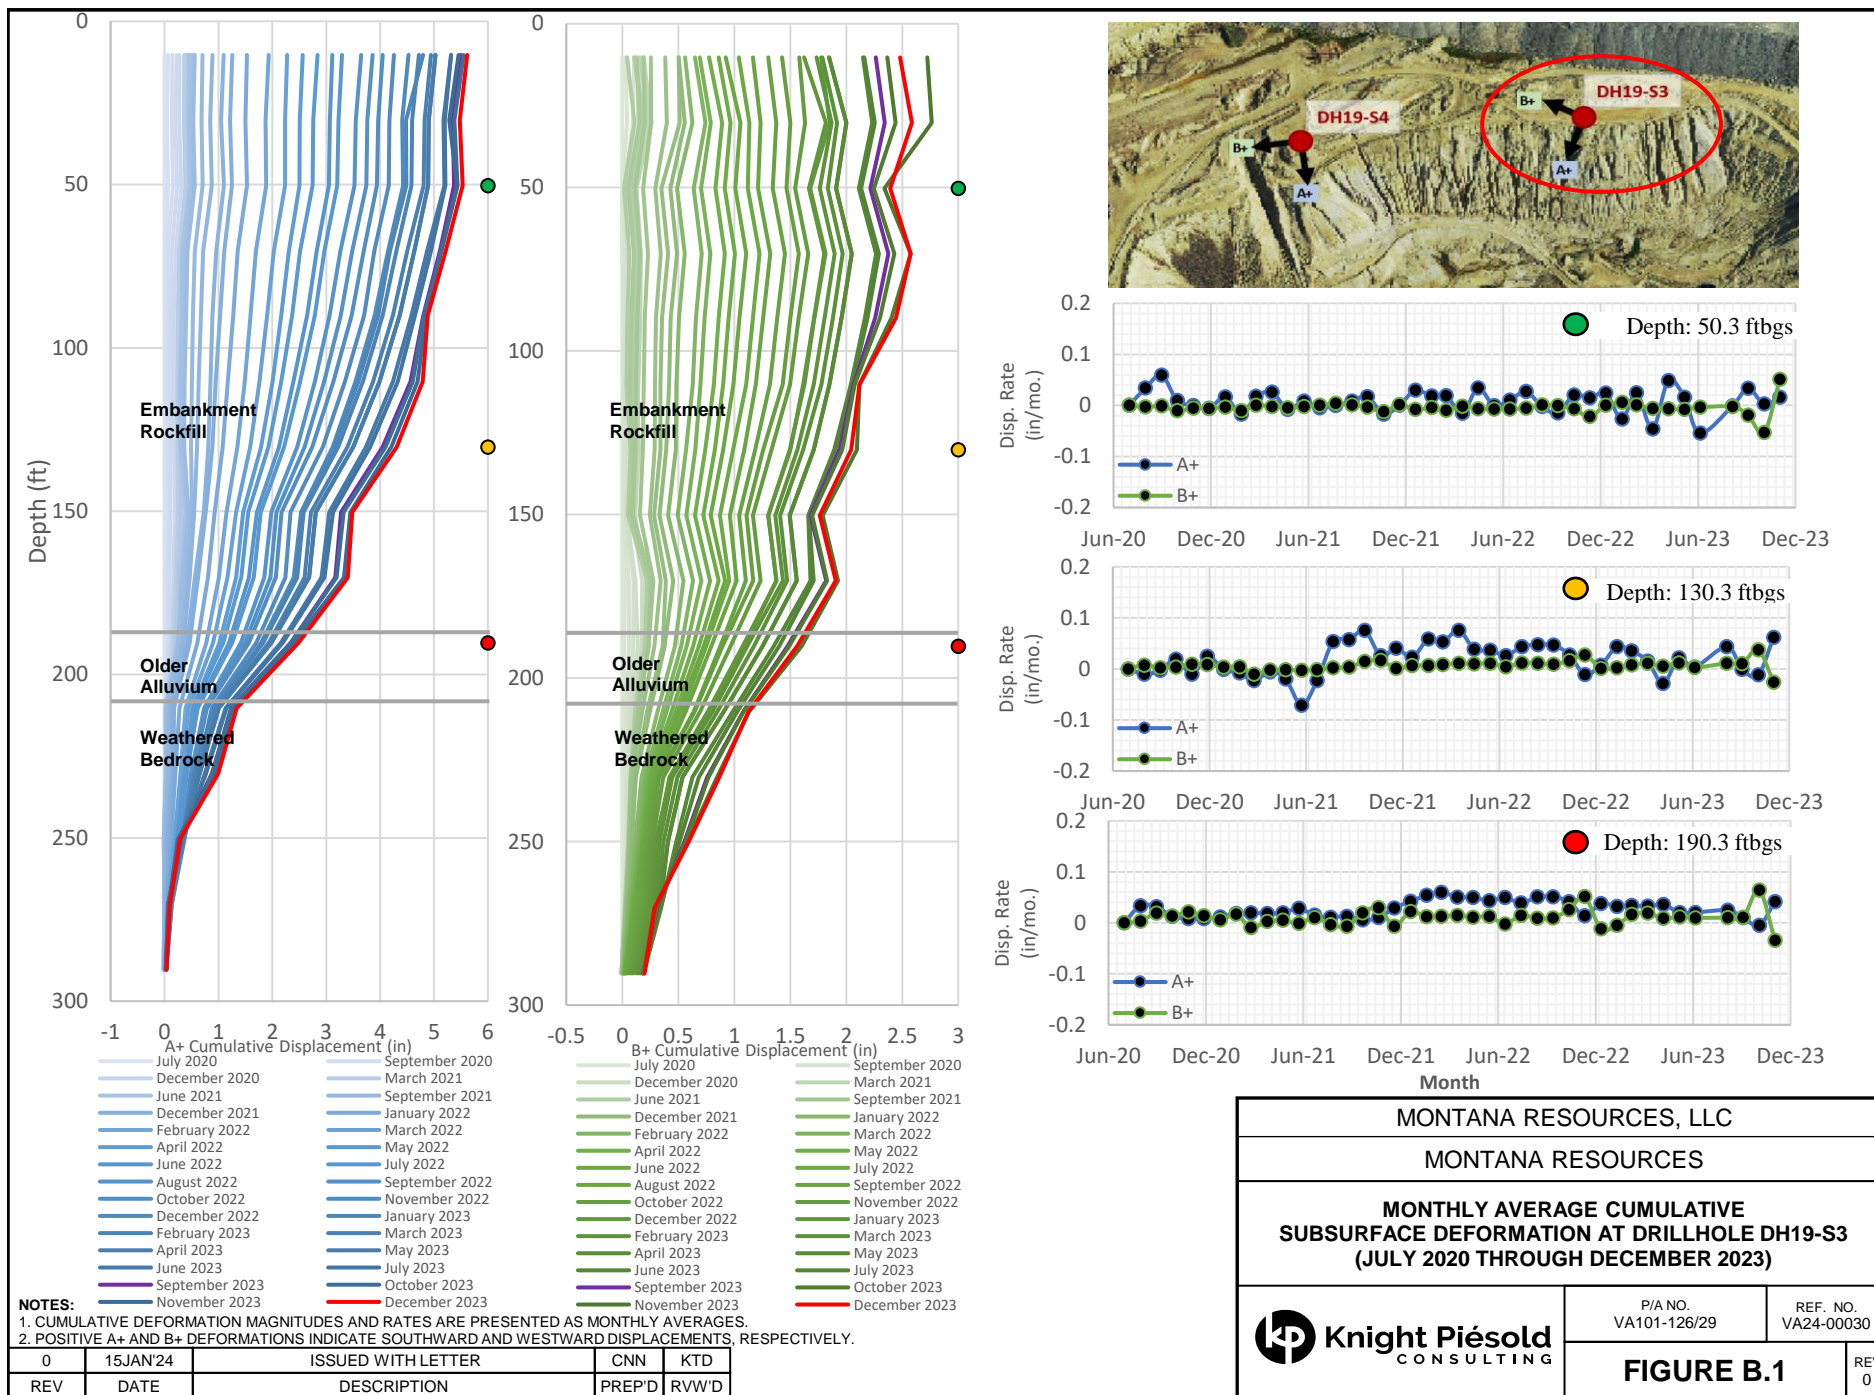 0
50
100
150
200
250
300
Depth (ft)
Embankment
Rockfill
Older
Alluvium
Weathered
Bedrock
-1 0 1 2 3 4 5 6
A+ Cumulative Displacement (in)
July 2020 September 2020
December 2020 March 2021
June 2021 September 2021
December 2021 January 2022
February 2022 March 2022
April 2022 May 2022
June 2022 July 2022
August 2022 September 2022
October 2022 November 2022
December 2022 January 2023
February 2023 March 2023
April 2023 May 2023
June 2023 July 2023
September 2023 October 2023
November 2023 December 2023
0
50
100
150
200
250
300
Embankment
Rockfill
Older
Alluvium
Weathered
Bedrock
-0.5 0 0.5 1 1.5 2 2.5 3
B+ Cumulative Displacement (in)
July 2020 September 2020
December 2020 March 2021
June 2021 September 2021
December 2021 January 2022
February 2022 March 2022
April 2022 May 2022
June 2022 July 2022
August 2022 September 2022
October 2022 November 2022
December 2022 January 2023
February 2023 March 2023
April 2023 May 2023
June 2023 July 2023
September 2023 October 2023
November 2023 December 2023
DH19-S4
B+
A+
DH19-S3
B+
A+
0.2
0.1
0
-0.1
-0.2
Disp. Rate
(in/mo.)
Depth: 50.3 ftbgs
A+
B+
Jun-20 Dec-20 Jun-21 Dec-21 Jun-22 Dec-22 Jun-23 Dec-23
0.2
0.1
0
-0.1
-0.2
Disp. Rate
(in/mo.)
Depth: 130.3 ftbgs
A+
B+
Jun-20 Dec-20 Jun-21 Dec-21 Jun-22 Dec-22 Jun-23 Dec-23
0.2
0.1
0
-0.1
-0.2
Disp. Rate
(in/mo.)
Depth: 190.3 ftbgs
A+
B+
Jun-20 Dec-20 Jun-21 Dec-21 Jun-22 Dec-22 Jun-23 Dec-23
Month
NOTES:
1. CUMULATIVE DEFORMATION MAGNITUDES AND RATES ARE PRESENTED AS MONTHLY AVERAGES.
2. POSITIVE A+ AND B+ DEFORMATIONS INDICATE SOUTHWARD AND WESTWARD DISPLACEMENTS, RESPECTIVELY.
0 15JAN'24 ISSUED WITH LETTER CNN KTD
REV DATE DESCRIPTION PREP'D RVW'D
MONTANA RESOURCES, LLC
MONTANA RESOURCES
MONTHLY AVERAGE CUMULATIVE
SUBSURFACE DEFORMATION AT DRILLHOLE DH19-S3
(JULY 2020 THROUGH DECEMBER 2023)
kp Knight Piésold
CONSULTING
P/A NO.
VA101-126/29
REF. NO.
VA24-00030
FIGURE B.1
REV
0